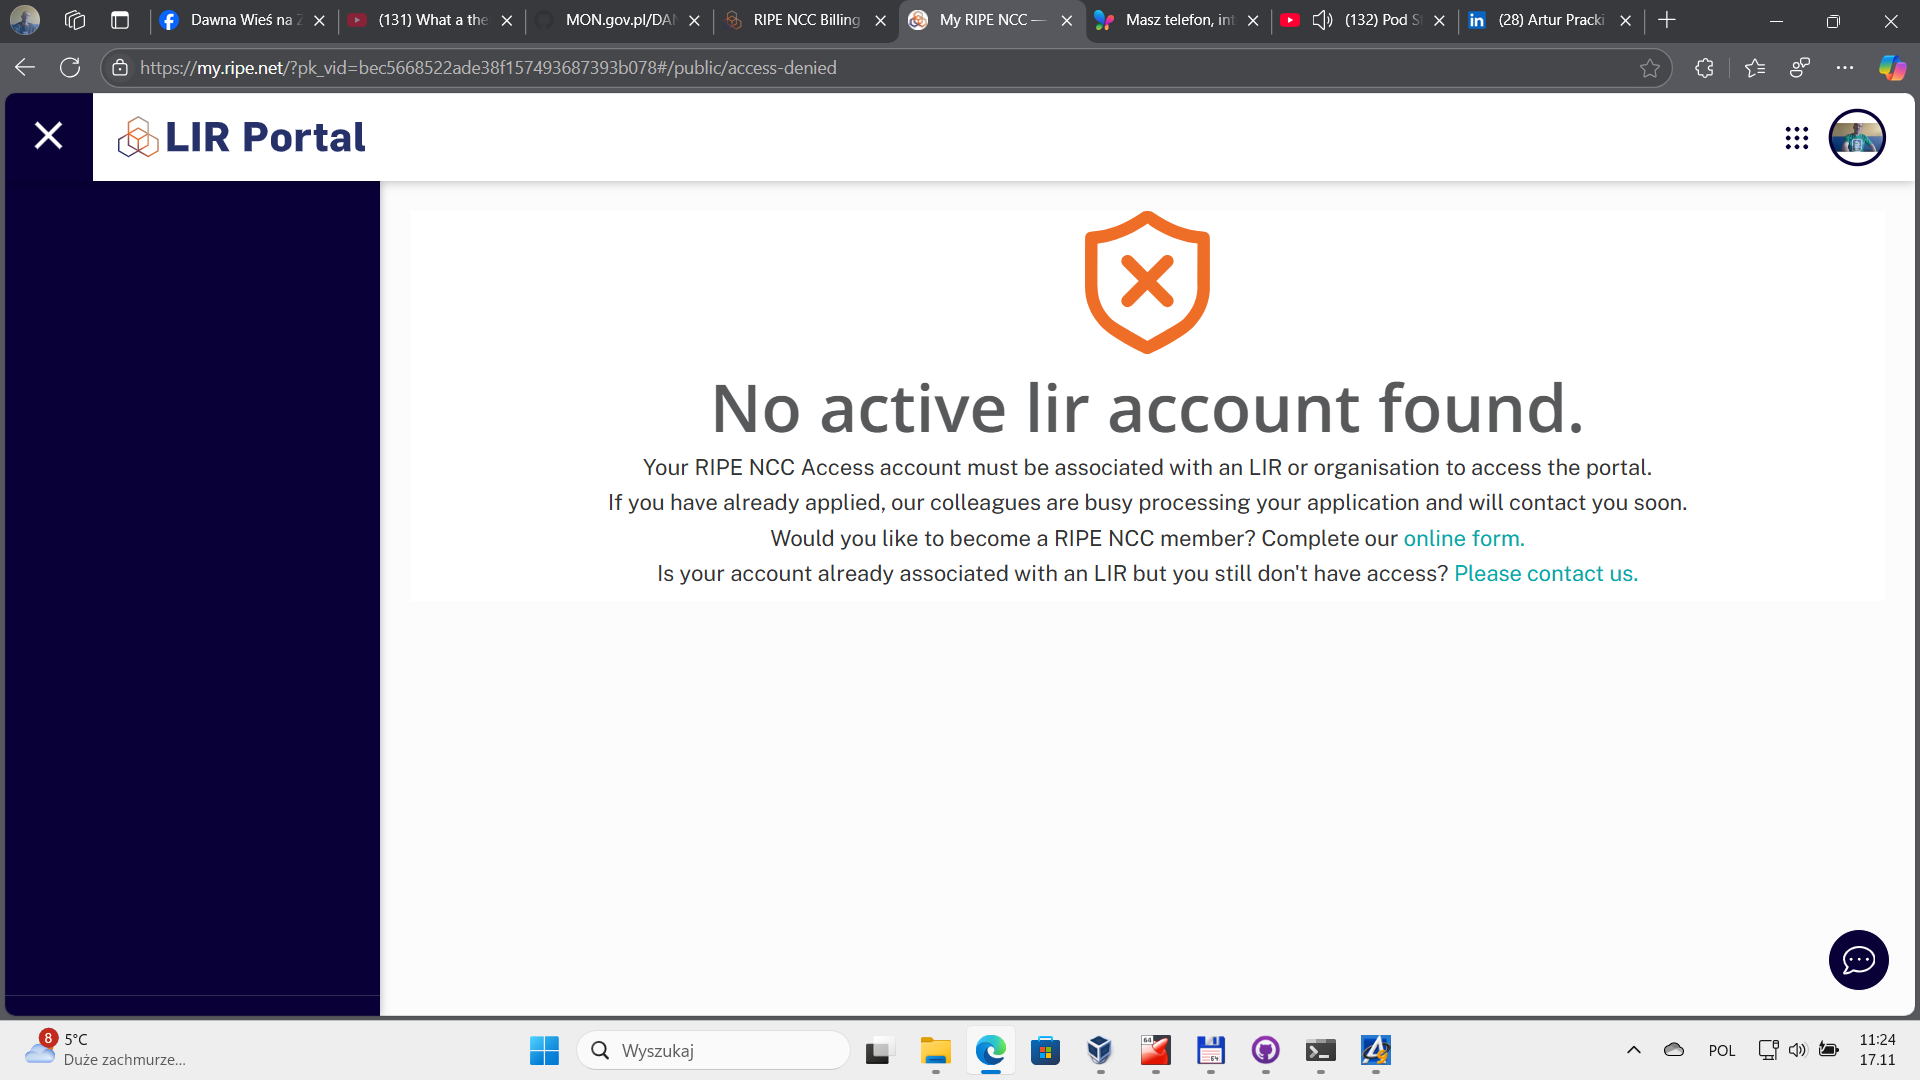 Dawna Wieś na Z
(131) What a the
MON.gov.pl/DAN
RIPE NCC Billing
My RIPE NCC —
Masz telefon, int
(132) Pod S
(28) Artur Pracki
https://my.ripe.net/?pk_vid=bec5668522ade38f157493687393b078#/public/access-denied
LIR Portal
No active lir account found.
Your RIPE NCC Access account must be associated with an LIR or organisation to access the portal.
If you have already applied, our colleagues are busy processing your application and will contact you soon.
Would you like to become a RIPE NCC member? Complete our online form.
Is your account already associated with an LIR but you still don't have access? Please contact us.
8
5°C
Duże zachmurze...
Wyszukaj
64
64
POL
11:24
17.11